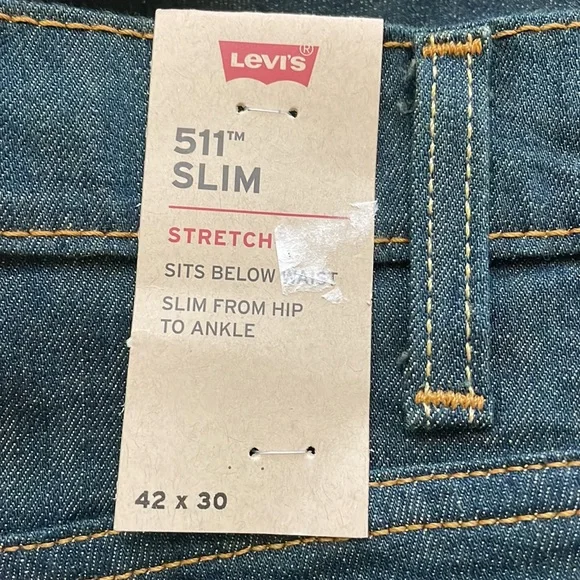 LEVI'S®
511™
SLIM
STRETCH
SITS BELOW WAIST
SLIM FROM HIP
TO ANKLE
42 x 30